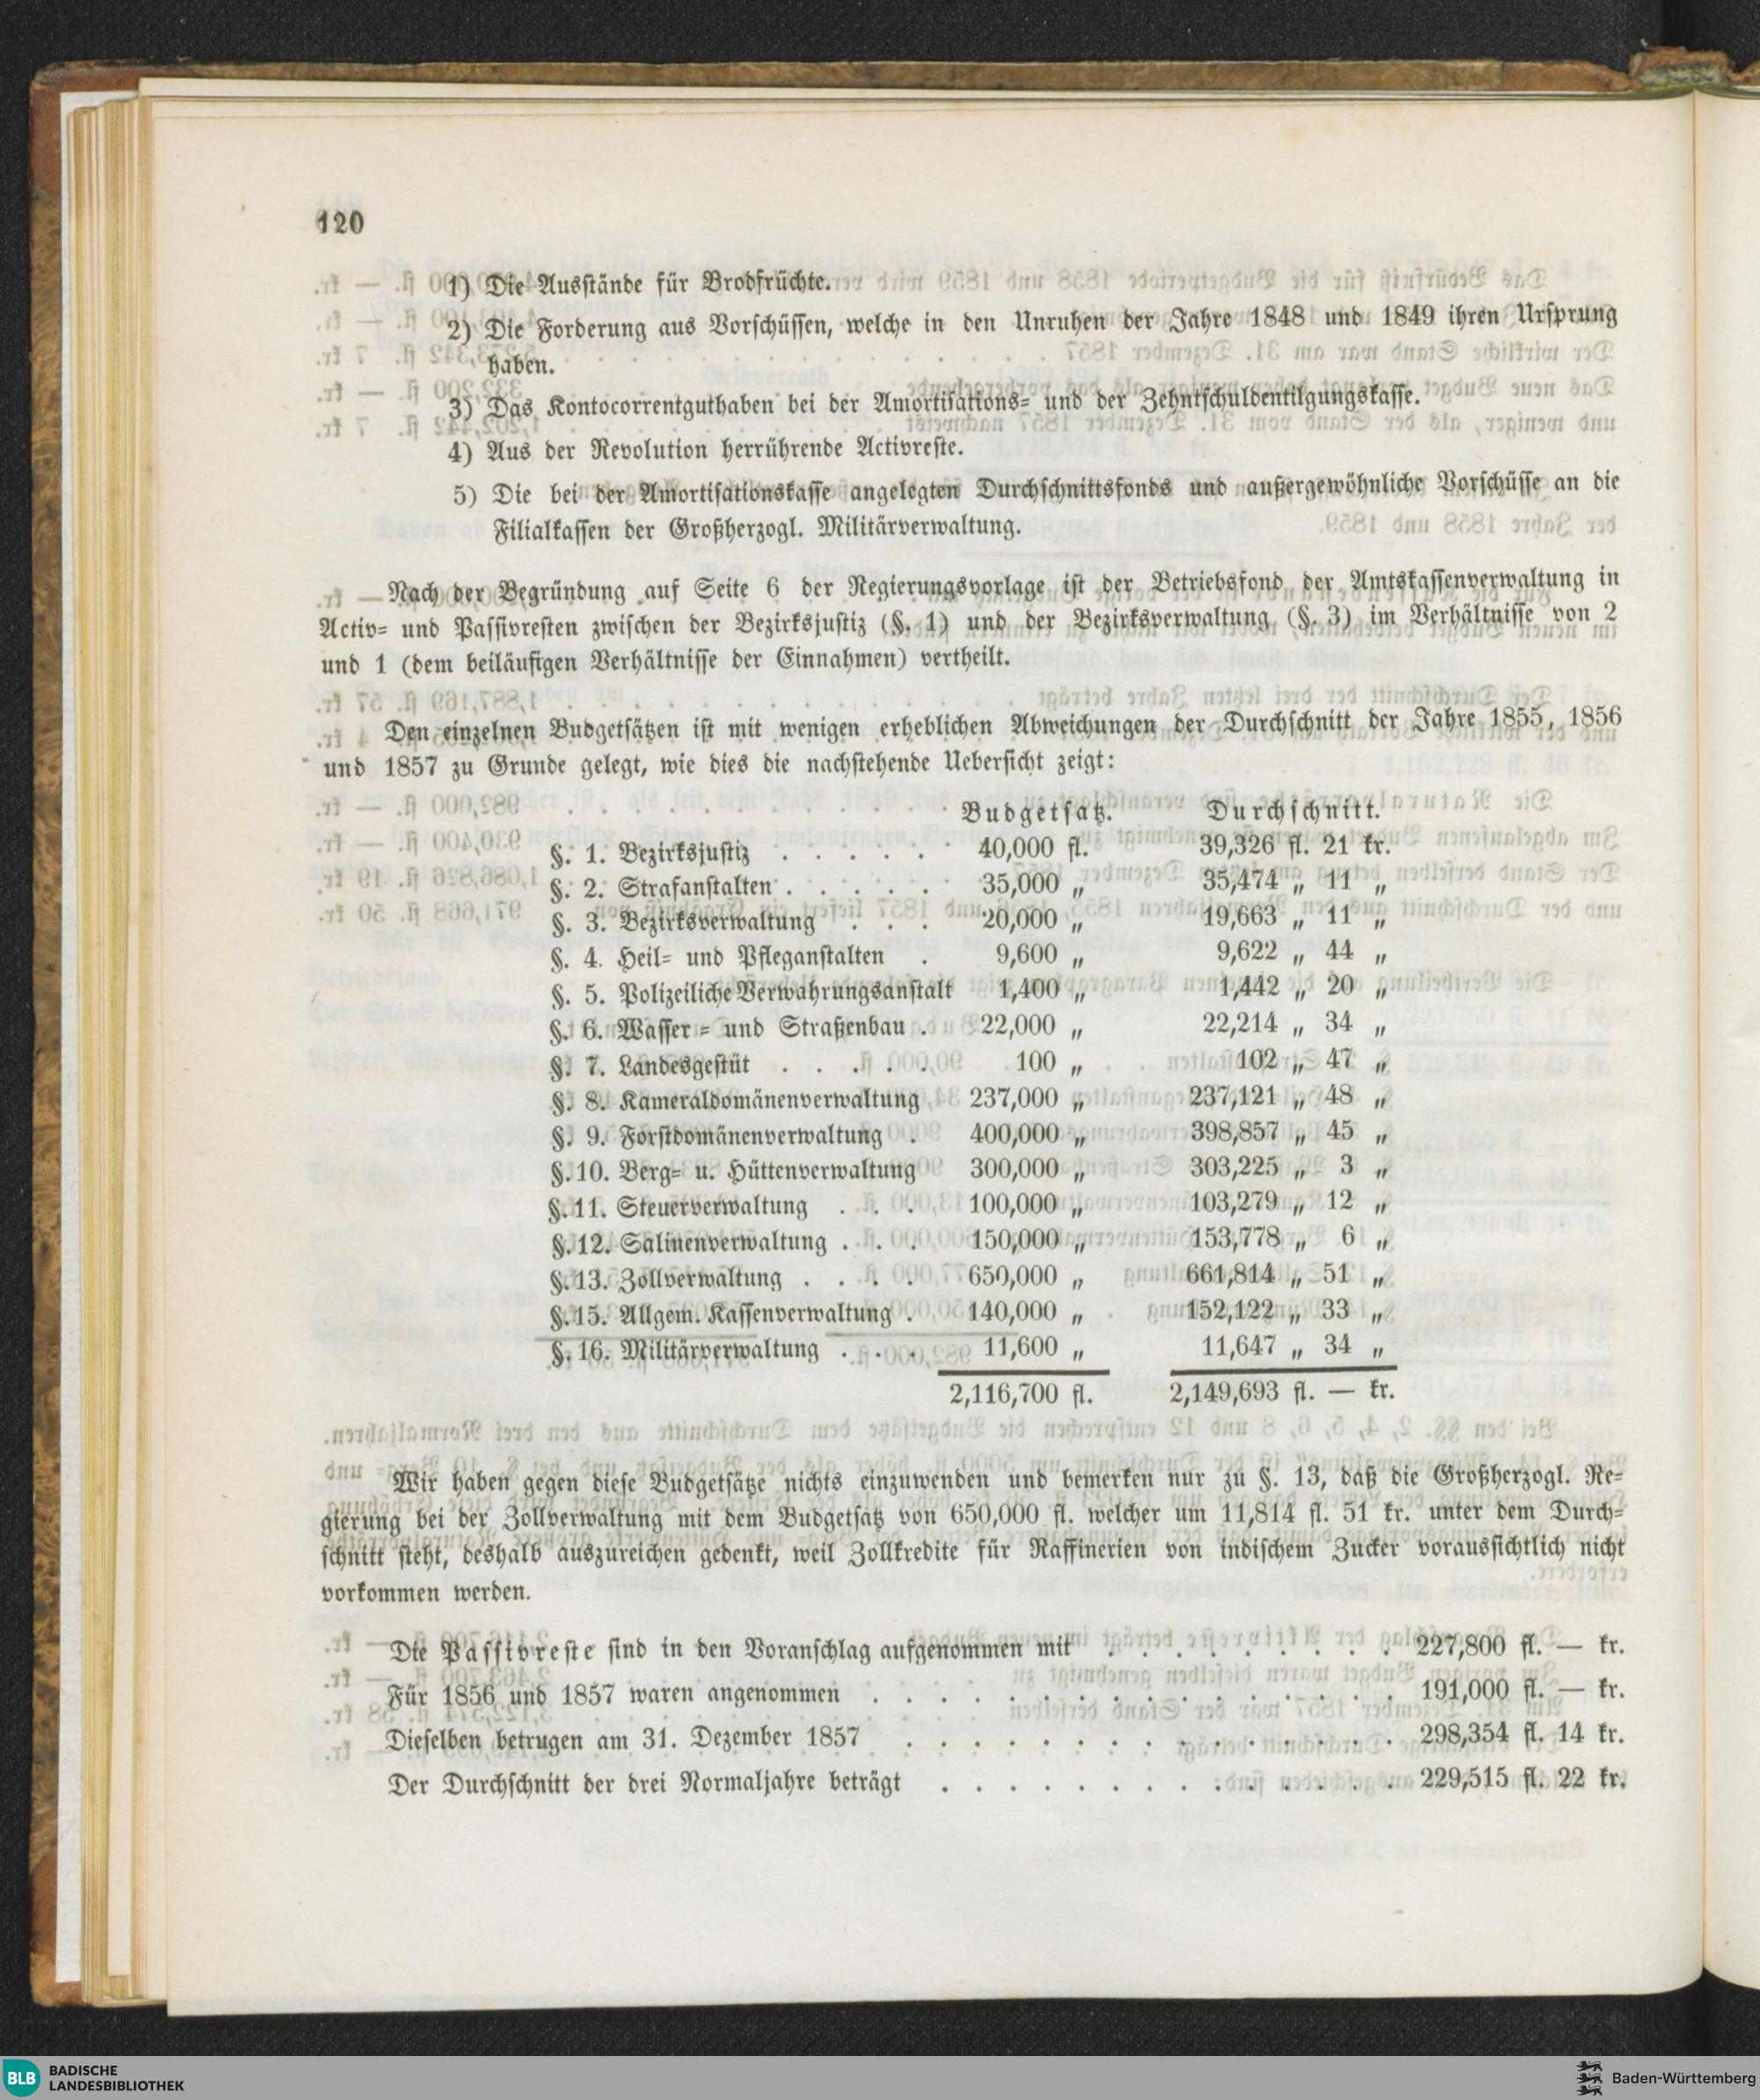 120
1) Die Ausstände für Brodfrüchte.
2) Die Forderung aus Vorschüssen, welche in den Unruhen der Jahre 1848 und 1849 ihren Ursprung
haben.
3) Das Kontocorrentguthaben bei der Amortisations- und der Zehntschuldentilgungskasse.
4) Aus der Revolution herrührende Activreste.
5) Die bei der Amortisationskasse angelegten Durchschnittsfonds und außergewöhnliche Vorschüsse an die
Filialkassen der Großherzogl. Militärverwaltung.
Nach der Begründung auf Seite 6 der Regierungsvorlage ist der Betriebsfond der Amtskassenverwaltung in
Activ- und Passivresten zwischen der Bezirksjustiz (§. 1) und der Bezirksverwaltung (§. 3) im Verhältnisse von 2
und 1 (dem beiläufigen Verhältnisse der Einnahmen) vertheilt.
Den einzelnen Budgetsätzen ist mit wenigen erheblichen Abweichungen der Durchschnitt der Jahre 1855, 1856
und 1857 zu Grunde gelegt, wie dies die nachstehende Uebersicht zeigt:
Budgetsatz. Durchschnitt.
§. 1. Bezirksjustiz . . . . . 40,000 fl. 39,326 fl. 21 kr.
§. 2. Strafanstalten . . . . . 35,000 „ 35,474 „ 11 „
§. 3. Bezirksverwaltung . . . 20,000 „ 19,663 „ 11 „
§. 4. Heil- und Pfleganstalten . 9,600 „ 9,622 „ 44 „
§. 5. Polizeiliche Verwahrungsanstalt 1,400 „ 1,442 „ 20 „
§. 6. Wasser- und Straßenbau . 22,000 „ 22,214 „ 34 „
§. 7. Landesgestüt . . . . . 100 „ 102 „ 47 „
§. 8. Kameraldomänenverwaltung 237,000 „ 237,121 „ 48 „
§. 9. Forstdomänenverwaltung . 400,000 „ 398,857 „ 45 „
§. 10. Berg- u. Hüttenverwaltung 300,000 „ 303,225 „ 3 „
§. 11. Steuerverwaltung . . . 100,000 „ 103,279 „ 12 „
§. 12. Salinenverwaltung . . . 150,000 „ 153,778 „ 6 „
§. 13. Zollverwaltung . . . . 650,000 „ 661,814 „ 51 „
§. 15. Allgem. Kassenverwaltung . 140,000 „ 152,122 „ 33 „
§. 16. Militärverwaltung . . . 11,600 „ 11,647 „ 34 „
2,116,700 fl. 2,149,693 fl. — kr.
Wir haben gegen diese Budgetsätze nichts einzuwenden und bemerken nur zu §. 13, daß die Großherzogl. Re-
gierung bei der Zollverwaltung mit dem Budgetsatz von 650,000 fl. welcher um 11,814 fl. 51 kr. unter dem Durch-
schnitt steht, deshalb auszureichen gedenkt, weil Zollkredite für Raffinerien von indischem Zucker voraussichtlich nicht
vorkommen werden.
Die Passivreste sind in den Voranschlag aufgenommen mit . . . . . . . . . 227,800 fl. — kr.
Für 1856 und 1857 waren angenommen . . . . . . . . . . . . . . . . 191,000 fl. — kr.
Dieselben betrugen am 31. Dezember 1857 . . . . . . . . . . . . . . . 298,354 fl. 14 kr.
Der Durchschnitt der drei Normaljahre beträgt . . . . . . . . . . . . . . 229,515 fl. 22 kr.
BLB BADISCHE
LANDESBIBLIOTHEK
Baden-Württemberg